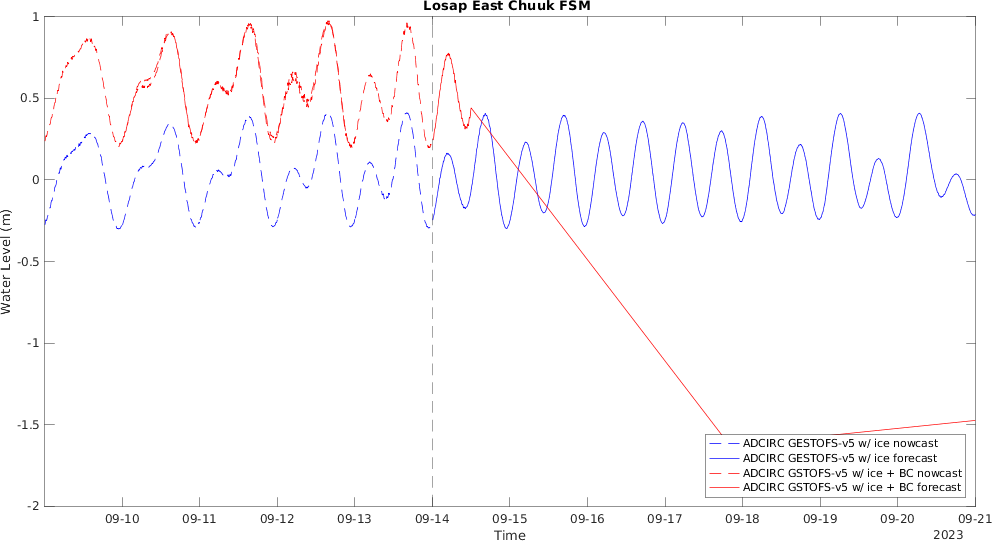 Losap East Chuuk FSM
Water Level (m)
1
0.5
0
-0.5
-1
-1.5
-2
ADCIRC GESTOFS-v5 w/ ice nowcast
ADCIRC GESTOFS-v5 w/ ice forecast
ADCIRC GSTOFS-v5 w/ ice + BC nowcast
ADCIRC GSTOFS-v5 w/ ice + BC forecast
09-10 09-11 09-12 09-13 09-14 09-15 09-16 09-17 09-18 09-19 09-20 09-21
Time
2023